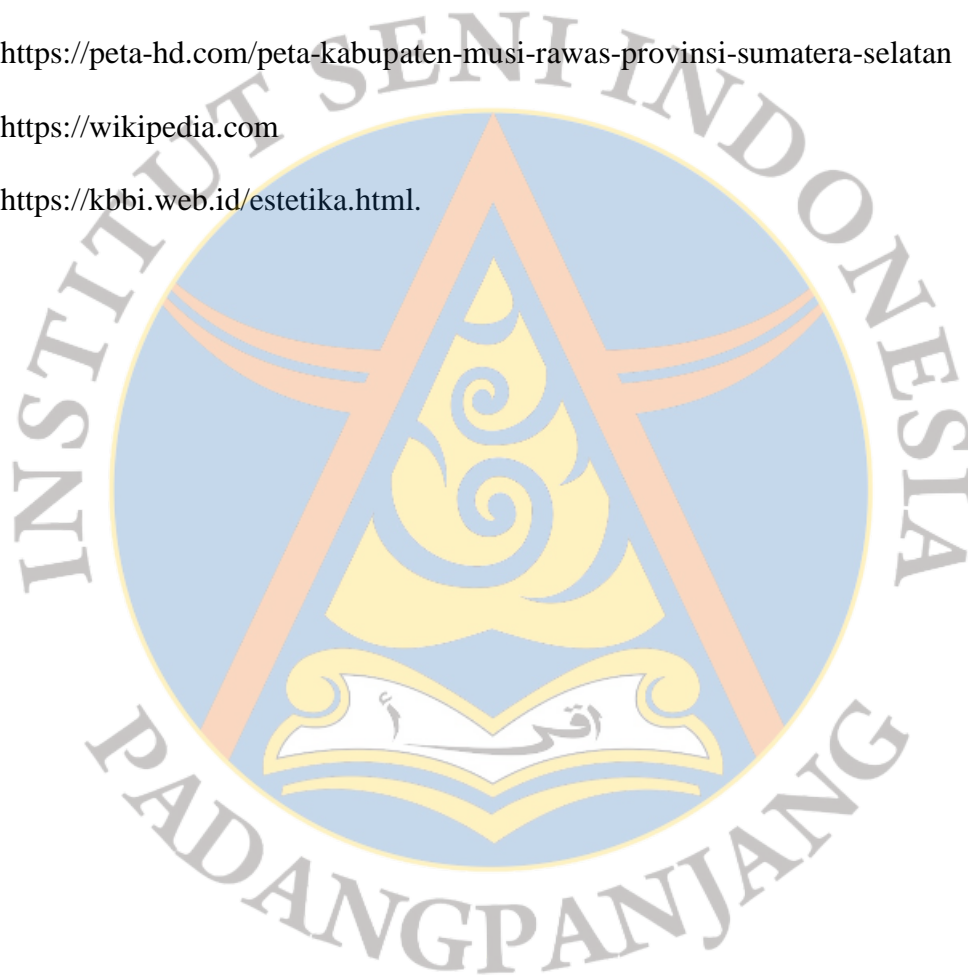 https://peta-hd.com/peta-kabupaten-musi-rawas-provinsi-sumatera-selatan
https://wikipedia.com
https://kbbi.web.id/estetika.html.
INSTITUT SENI INDONESIA
اقرأ
PADANGPANJANG